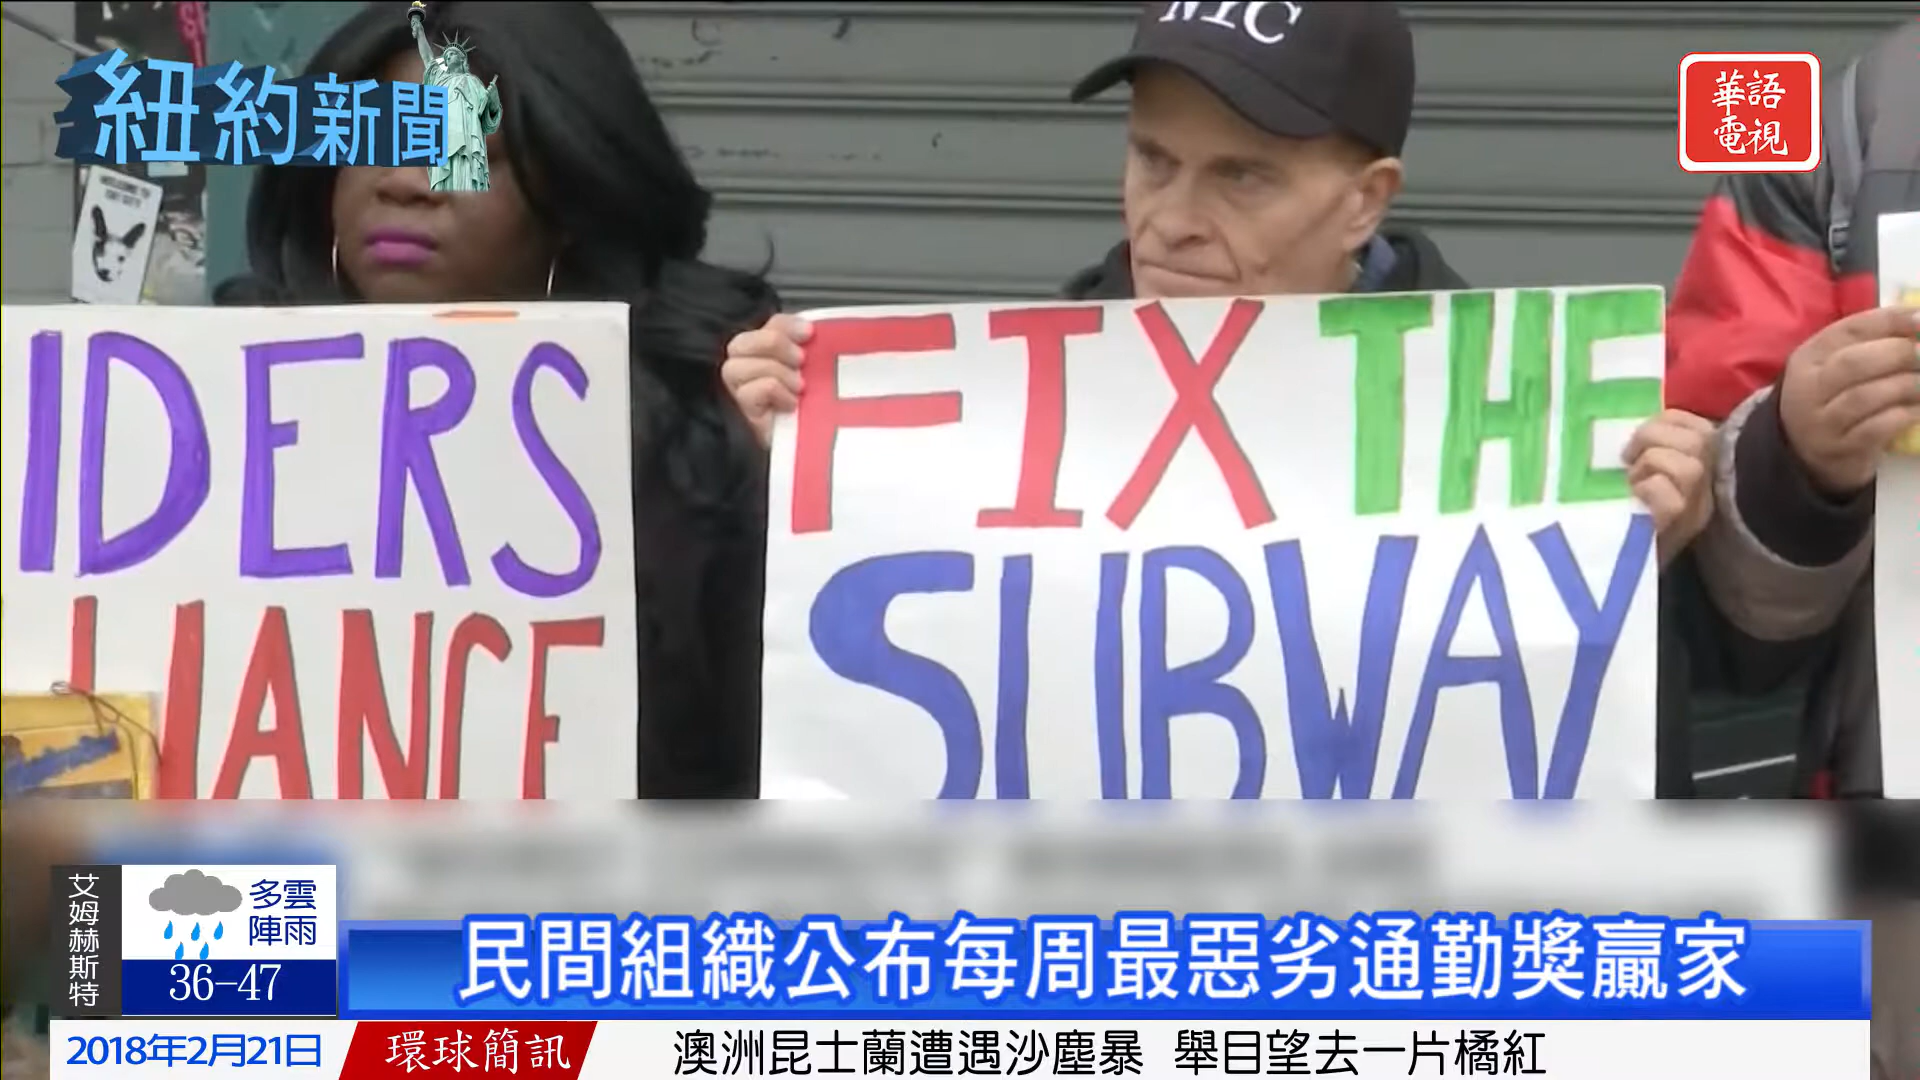 紐約新聞
NYC
華語
電視
IDERS
LIANCE
FIX THE
SUBWAY
艾姆赫斯特
多雲
陣雨
36-47
民間組織公布每周最惡劣通勤獎贏家
2018年2月21日
環球簡訊
澳洲昆士蘭遭遇沙塵暴 舉目望去一片橘紅